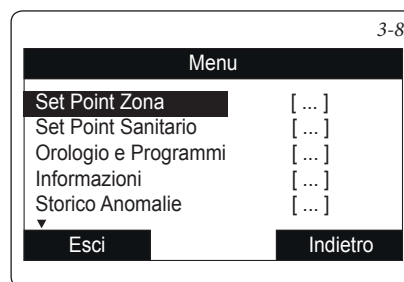 3-8
Menu
Set Point Zona [ ... ]
Set Point Sanitario [ ... ]
Orologio e Programmi [ ... ]
Informazioni [ ... ]
Storico Anomalie [ ... ]
▼
Esci Indietro